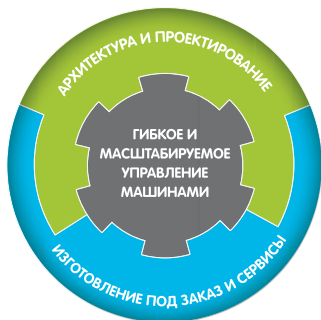 АРХИТЕКТУРА И ПРОЕКТИРОВАНИЕ
ГИБКОЕ И
МАСШТАБИРУЕМОЕ
УПРАВЛЕНИЕ
МАШИНАМИ
ИЗГОТОВЛЕНИЕ ПОД ЗАКАЗ И СЕРВИСЫ